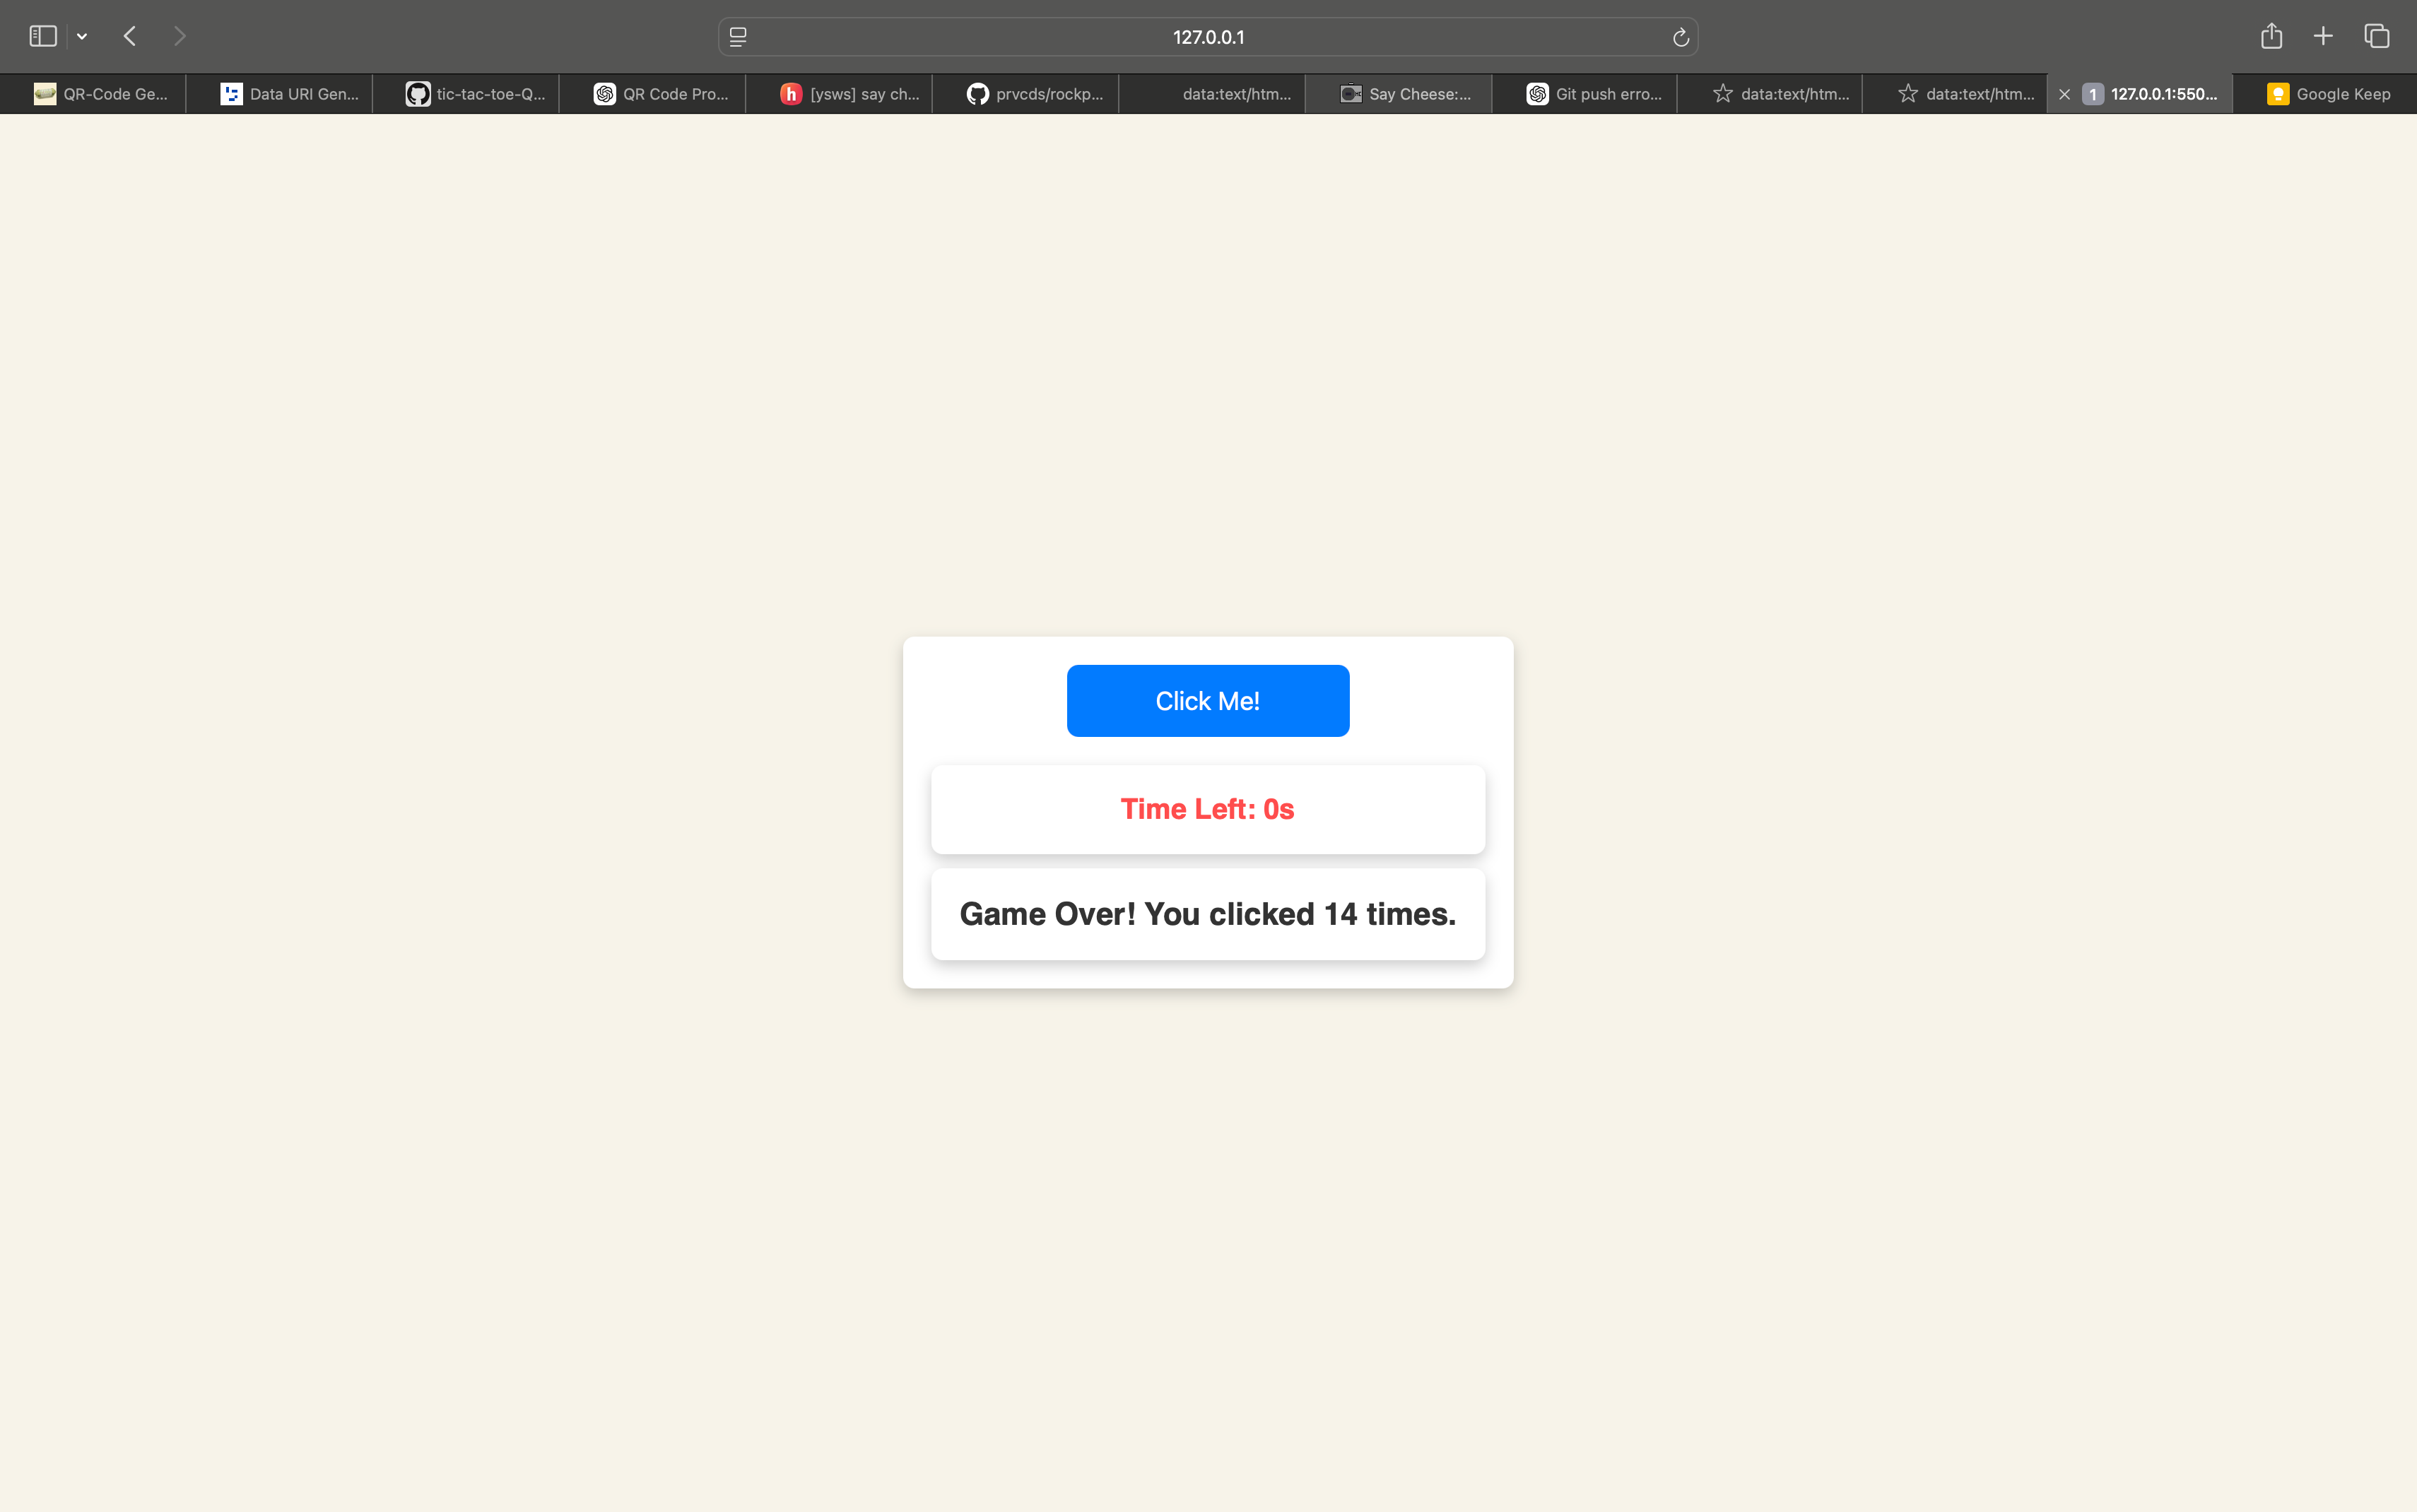 127.0.0.1
QR-Code Ge...
Data URI Gen...
tic-tac-toe-Q...
QR Code Pro...
h [ysws] say ch...
prvcds/rockp...
data:text/htm...
Say Cheese:...
Git push erro...
data:text/htm...
data:text/htm...
1 127.0.0.1:550...
Google Keep
Click Me!
Time Left: 0s
Game Over! You clicked 14 times.